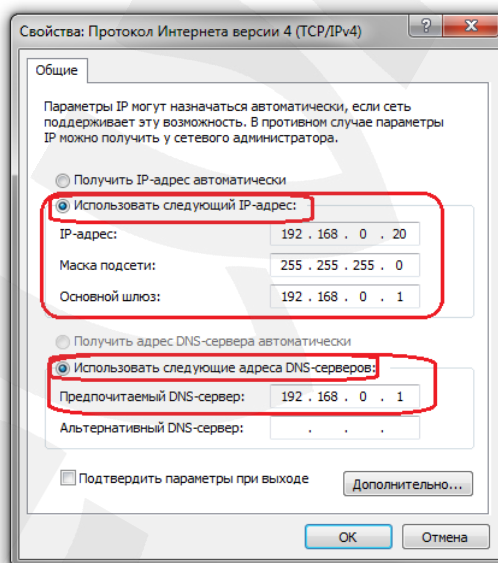 Свойства: Протокол Интернета версии 4 (TCP/IPv4)
Общие
Параметры IP могут назначаться автоматически, если сеть
поддерживает эту возможность. В противном случае параметры
IP можно получить у сетевого администратора.
Получить IP-адрес автоматически
Использовать следующий IP-адрес:
IP-адрес: 192 . 168 . 0 . 20
Маска подсети: 255 . 255 . 255 . 0
Основной шлюз: 192 . 168 . 0 . 1
Получить адрес DNS-сервера автоматически
Использовать следующие адреса DNS-серверов:
Предпочитаемый DNS-сервер: 192 . 168 . 0 . 1
Альтернативный DNS-сервер: . . .
Подтвердить параметры при выходе
Дополнительно...
ОК
Отмена